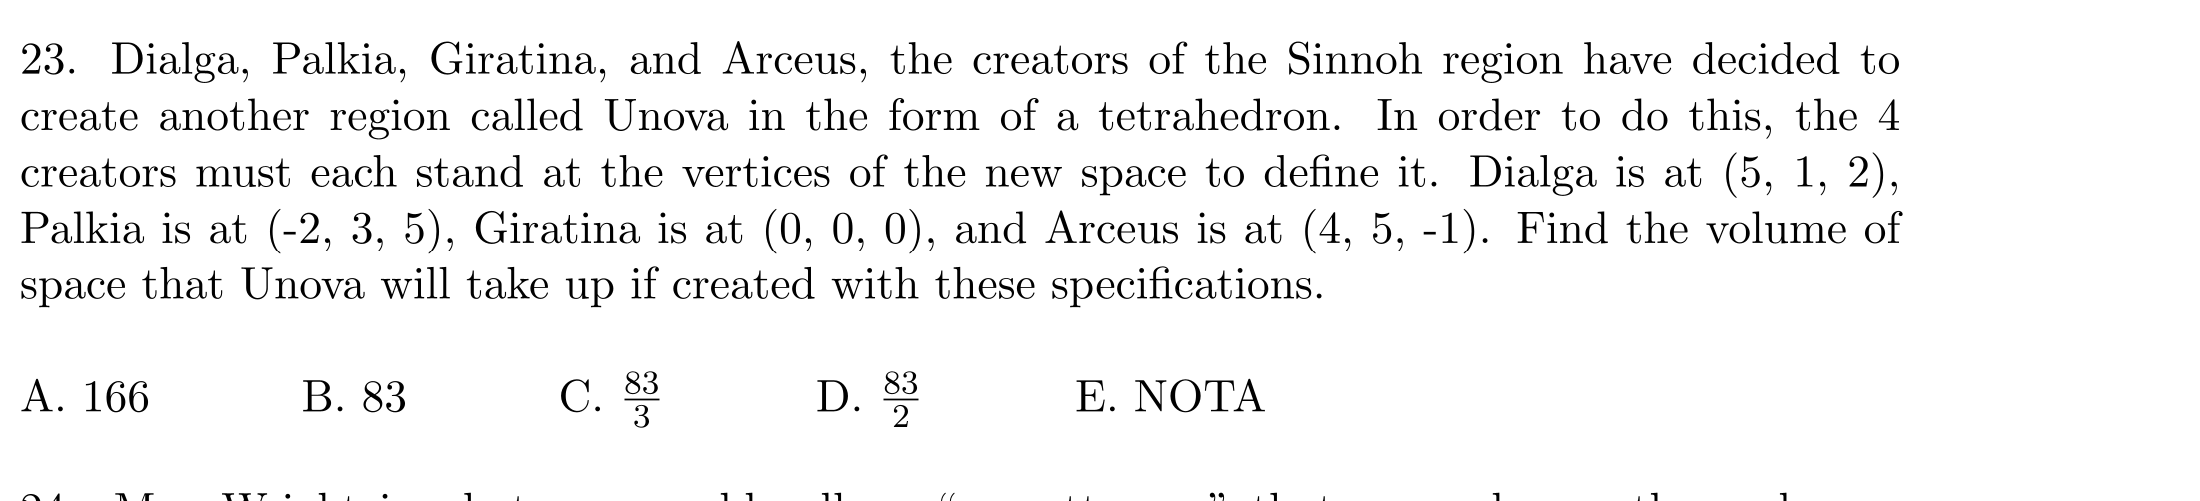 23. Dialga, Palkia, Giratina, and Arceus, the creators of the Sinnoh region have decided to
create another region called Unova in the form of a tetrahedron. In order to do this, the 4
creators must each stand at the vertices of the new space to define it. Dialga is at (5, 1, 2),
Palkia is at (-2, 3, 5), Giratina is at (0, 0, 0), and Arceus is at (4, 5, -1). Find the volume of
space that Unova will take up if created with these specifications.
A. 166 B. 83 C. 83/3 D. 83/2 E. NOTA